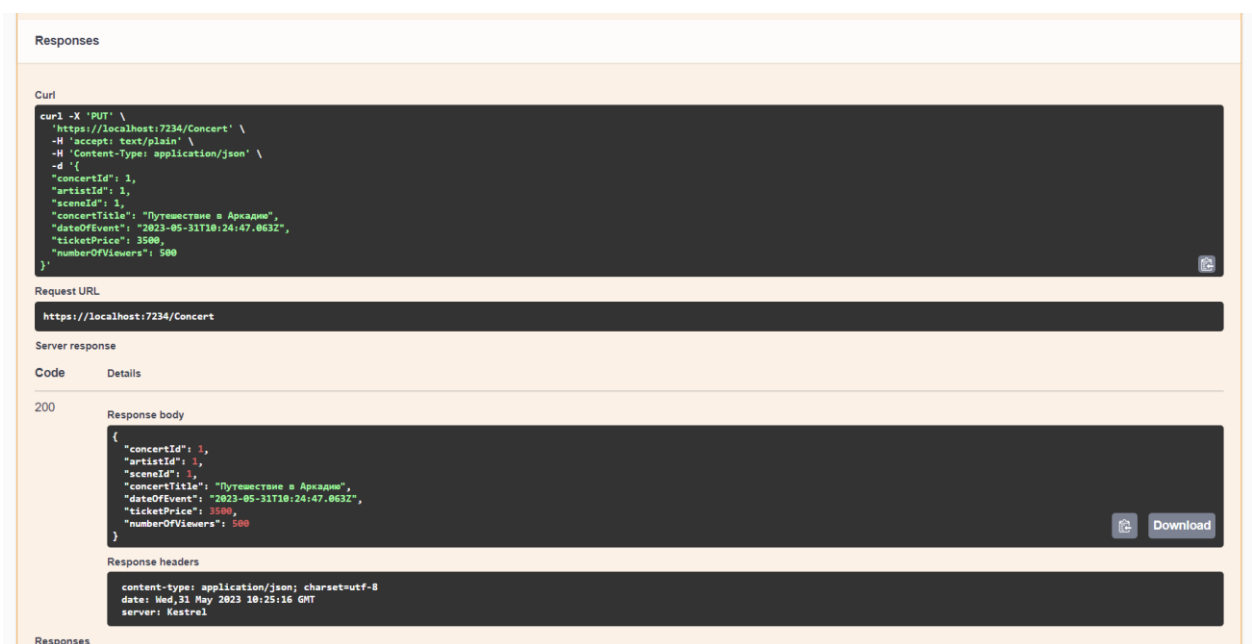 Responses
Curl
curl -X 'PUT' \
'https://localhost:7234/Concert' \
-H 'accept: text/plain' \
-H 'Content-Type: application/json' \
-d '{
"concertId": 1,
"artistId": 1,
"sceneId": 1,
"concertTitle": "Путешествие в Аркадию",
"dateOfEvent": "2023-05-31T10:24:47.063Z",
"ticketPrice": 3500,
"numberOfViewers": 500
}'
Request URL
https://localhost:7234/Concert
Server response
Code Details
200
Response body
{
"concertId": 1,
"artistId": 1,
"sceneId": 1,
"concertTitle": "Путешествие в Аркадию",
"dateOfEvent": "2023-05-31T10:24:47.063Z",
"ticketPrice": 3500,
"numberOfViewers": 500
}
Download
Response headers
content-type: application/json; charset=utf-8
date: Wed,31 May 2023 10:25:16 GMT
server: Kestrel
Responses